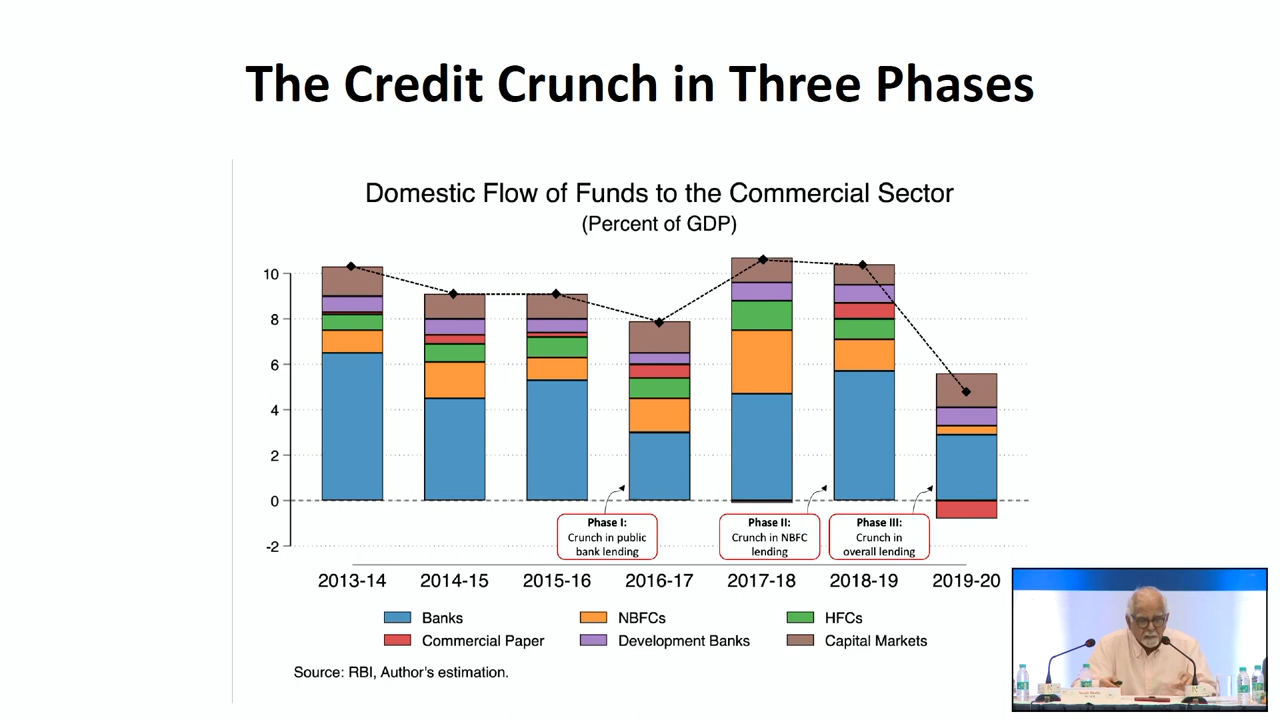 The Credit Crunch in Three Phases
Domestic Flow of Funds to the Commercial Sector
(Percent of GDP)
10
8
6
4
2
0
-2
Phase I:
Crunch in public
bank lending
Phase II:
Crunch in NBFC
lending
Phase III:
Crunch in
overall lending
2013-14 2014-15 2015-16 2016-17 2017-18 2018-19 2019-20
Banks NBFCs HFCs
Commercial Paper Development Banks Capital Markets
Source: RBI, Author's estimation.